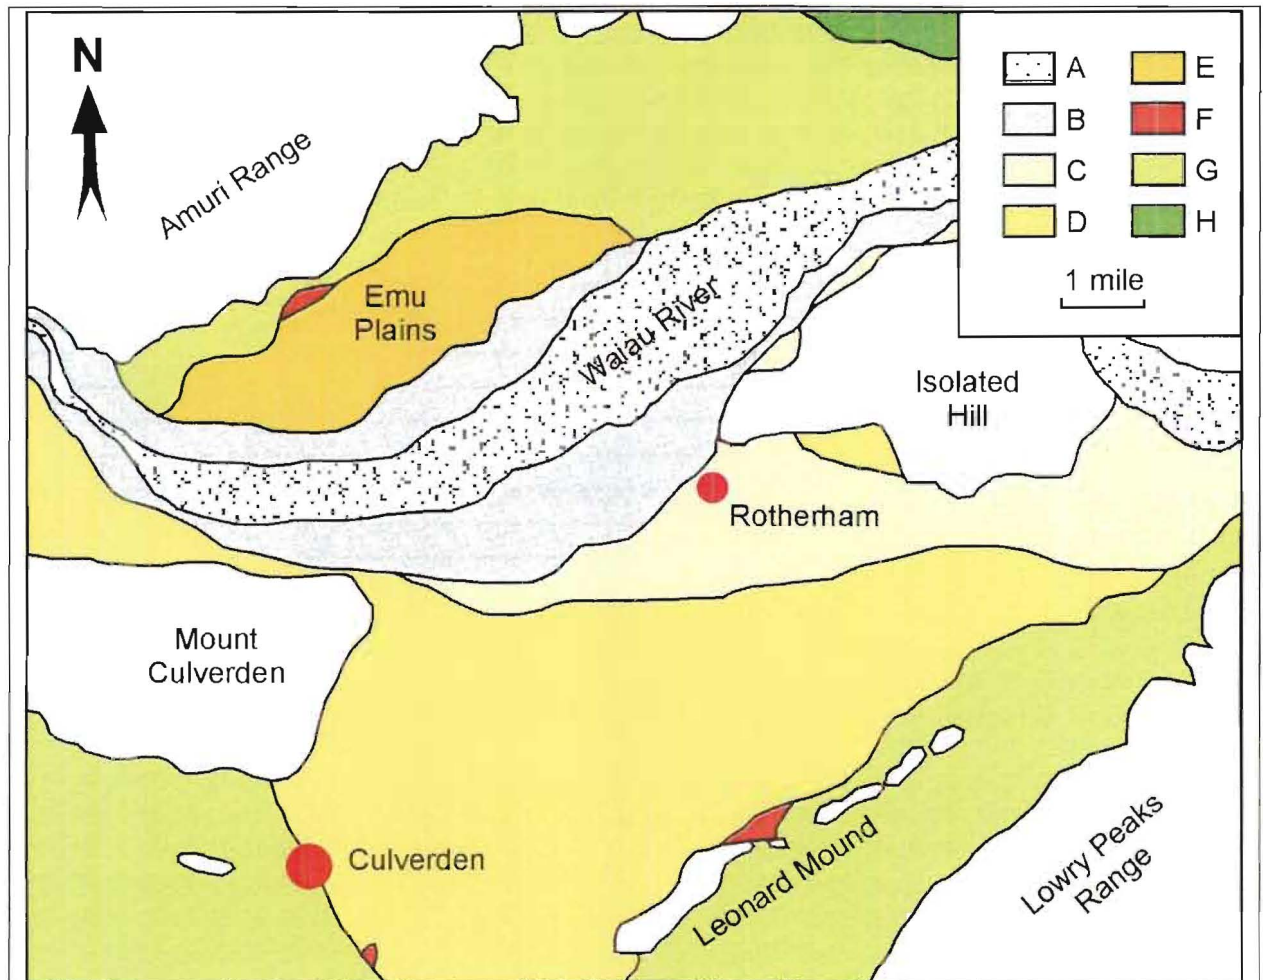 N
A
E
B
F
C
G
D
H
1 mile
Amuri Range
Emu
Plains
Waiau River
Isolated
Hill
Rotherham
Mount
Culverden
Culverden
Leonard Mound
Lowry Peaks
Range